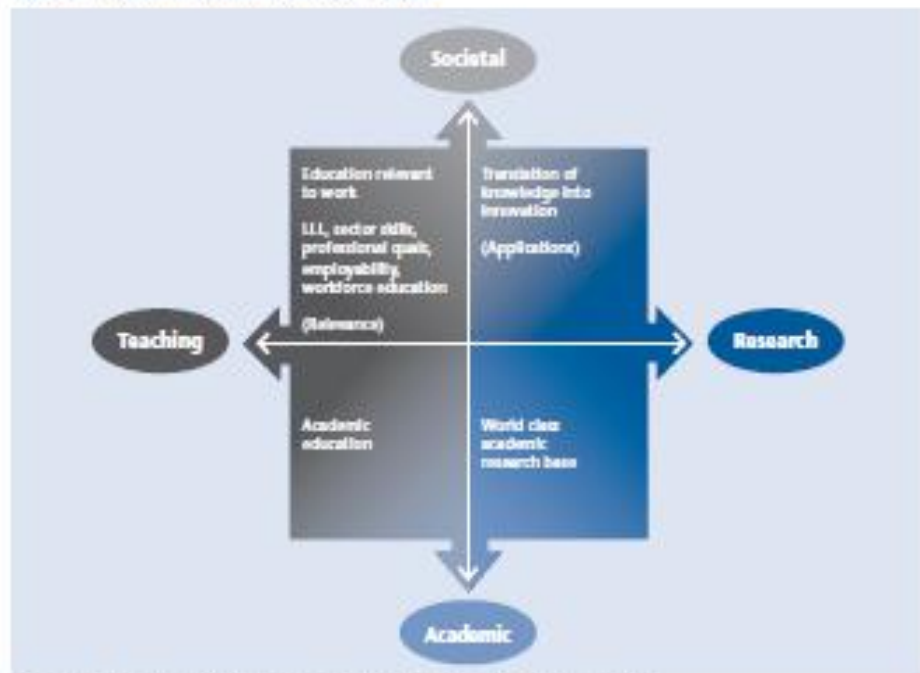 Societal
Education relevant
to work
LLL, sector skills,
professional quals,
employability,
workforce education
(Relevance)
Translation of
knowledge into
innovation
(Applications)
Teaching
Research
Academic
education
World class
academic
research base
Academic